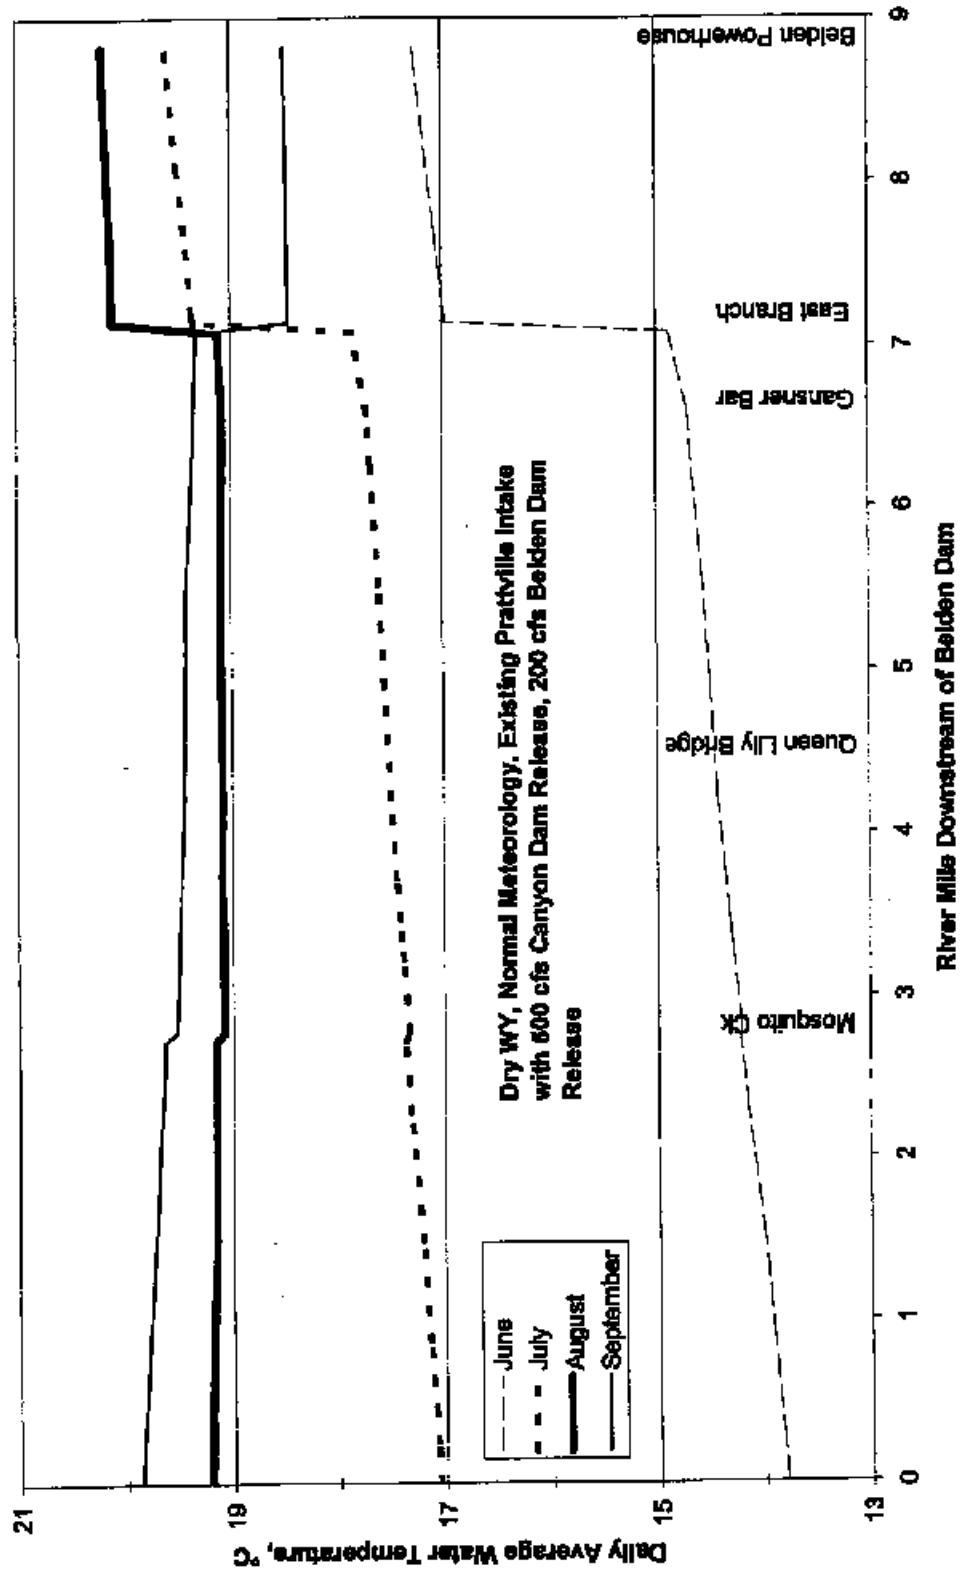 Daily Average Water Temperature, °C
21
19
17
15
13
0
1
2
3
4
5
6
7
8
9
River Mile Downstream of Belden Dam
Dry WY, Normal Meteorology, Existing Prattville Intake
with 600 cfs Canyon Dam Release, 200 cfs Belden Dam
Release
June
July
August
September
Mosquito Ck
Queen Lily Bridge
Gansner Bar
East Branch
Belden Powerhouse